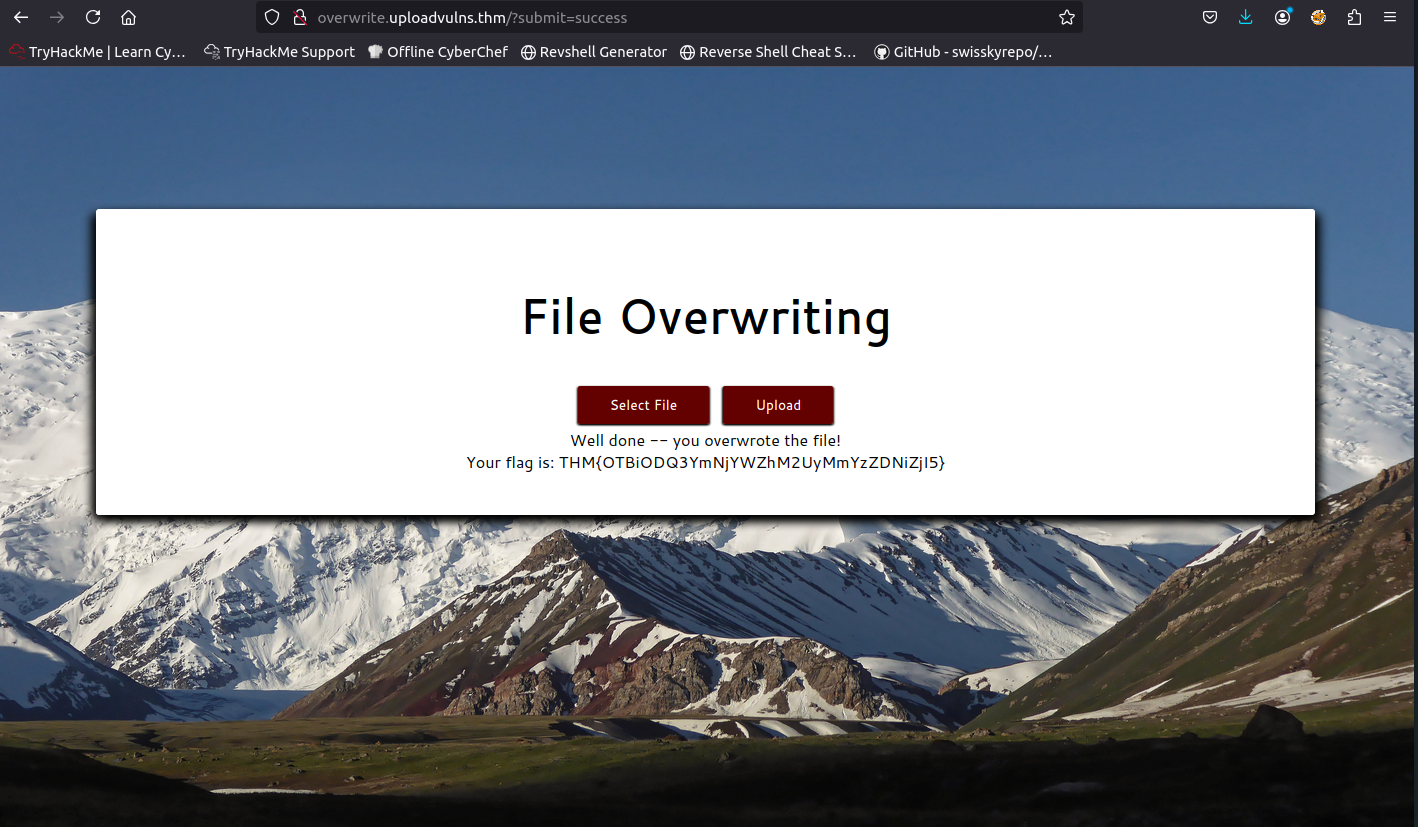 overwrite.uploadvulns.thm/?submit=success
TryHackMe | Learn Cy…
TryHackMe Support
Offline CyberChef
Revshell Generator
Reverse Shell Cheat S…
GitHub - swisskyrepo/…
File Overwriting
Select File
Upload
Well done -- you overwrote the file!
Your flag is: THM{OTBiODQ3YmNjYWZhM2UyMmYzZDNiZjI5}